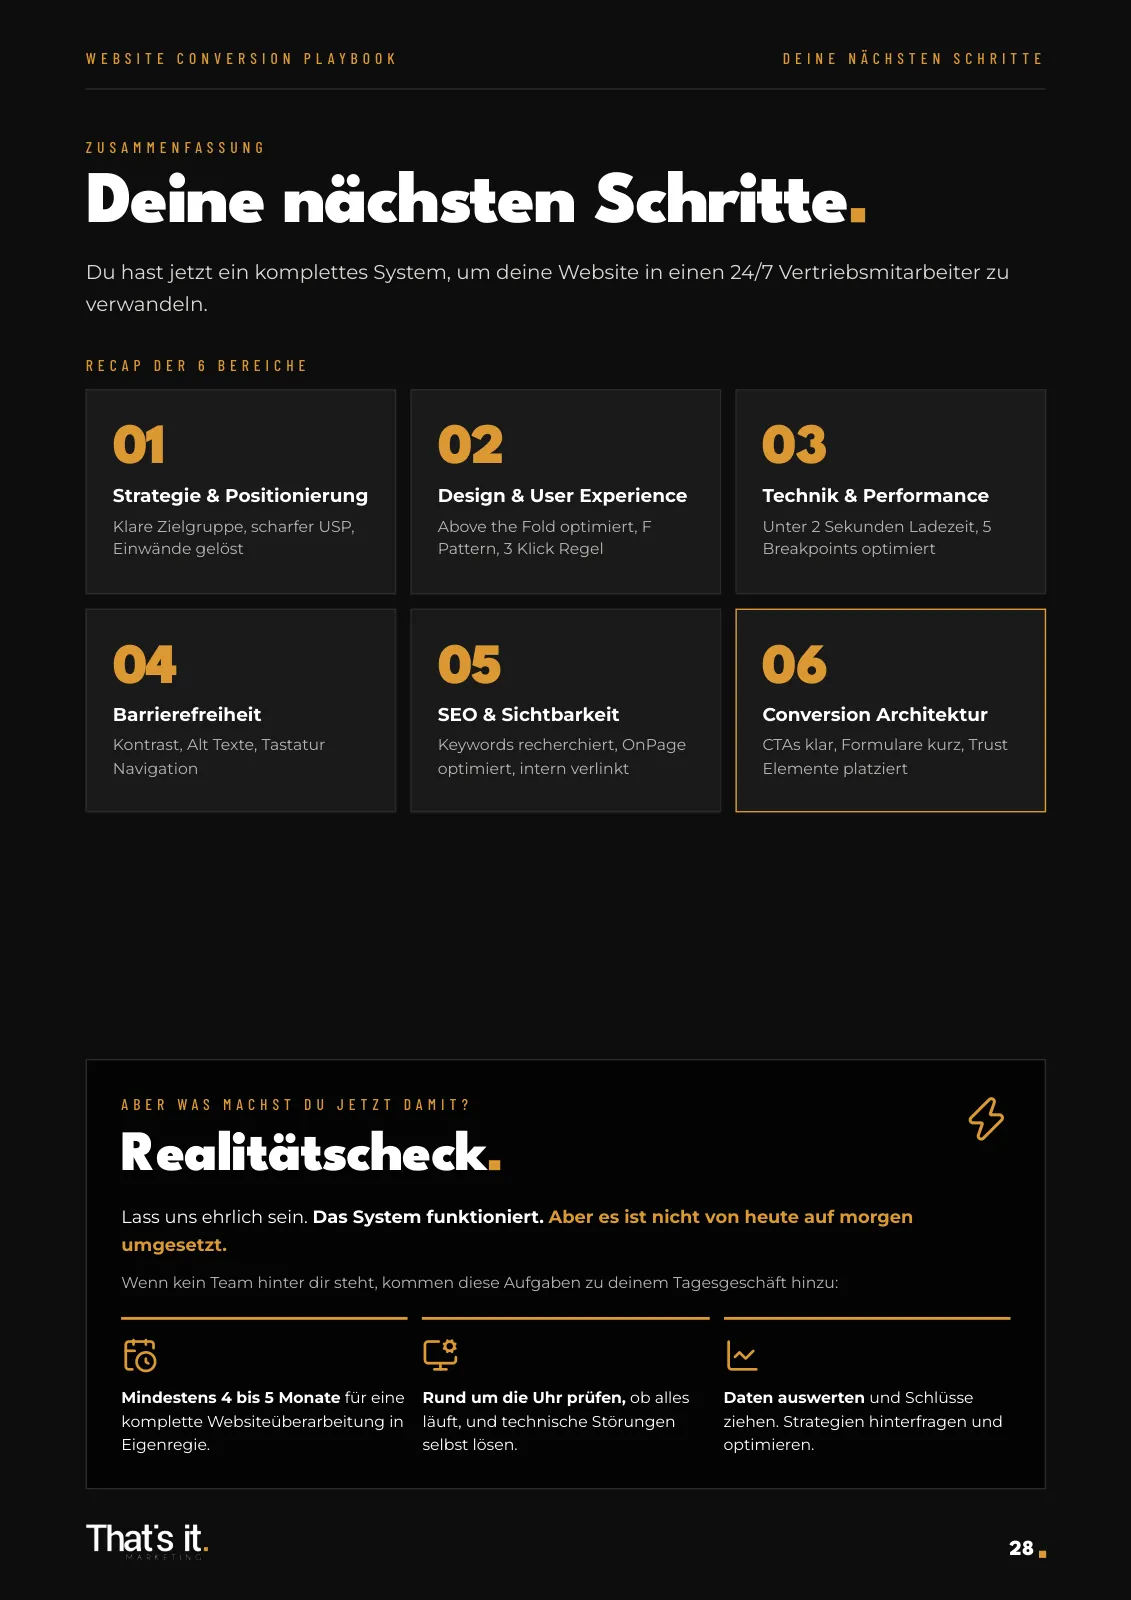 WEBSITE CONVERSION PLAYBOOK
DEINE NÄCHSTEN SCHRITTE
ZUSAMMENFASSUNG
Deine nächsten Schritte.
Du hast jetzt ein komplettes System, um deine Website in einen 24/7 Vertriebsmitarbeiter zu
verwandeln.
RECAP DER 6 BEREICHE
01
Strategie & Positionierung
Klare Zielgruppe, scharfer USP,
Einwände gelöst
02
Design & User Experience
Above the Fold optimiert, F
Pattern, 3 Klick Regel
03
Technik & Performance
Unter 2 Sekunden Ladezeit, 5
Breakpoints optimiert
04
Barrierefreiheit
Kontrast, Alt Texte, Tastatur
Navigation
05
SEO & Sichtbarkeit
Keywords recherchiert, OnPage
optimiert, intern verlinkt
06
Conversion Architektur
CTAs klar, Formulare kurz, Trust
Elemente platziert
ABER WAS MACHST DU JETZT DAMIT?
Realitätscheck.
Lass uns ehrlich sein. Das System funktioniert. Aber es ist nicht von heute auf morgen
umgesetzt.
Wenn kein Team hinter dir steht, kommen diese Aufgaben zu deinem Tagesgeschäft hinzu:
Mindestens 4 bis 5 Monate für eine
komplette Websiteüberarbeitung in
Eigenregie.
Rund um die Uhr prüfen, ob alles
läuft, und technische Störungen
selbst lösen.
Daten auswerten und Schlüsse
ziehen. Strategien hinterfragen und
optimieren.
That's it.
MARKETING
28